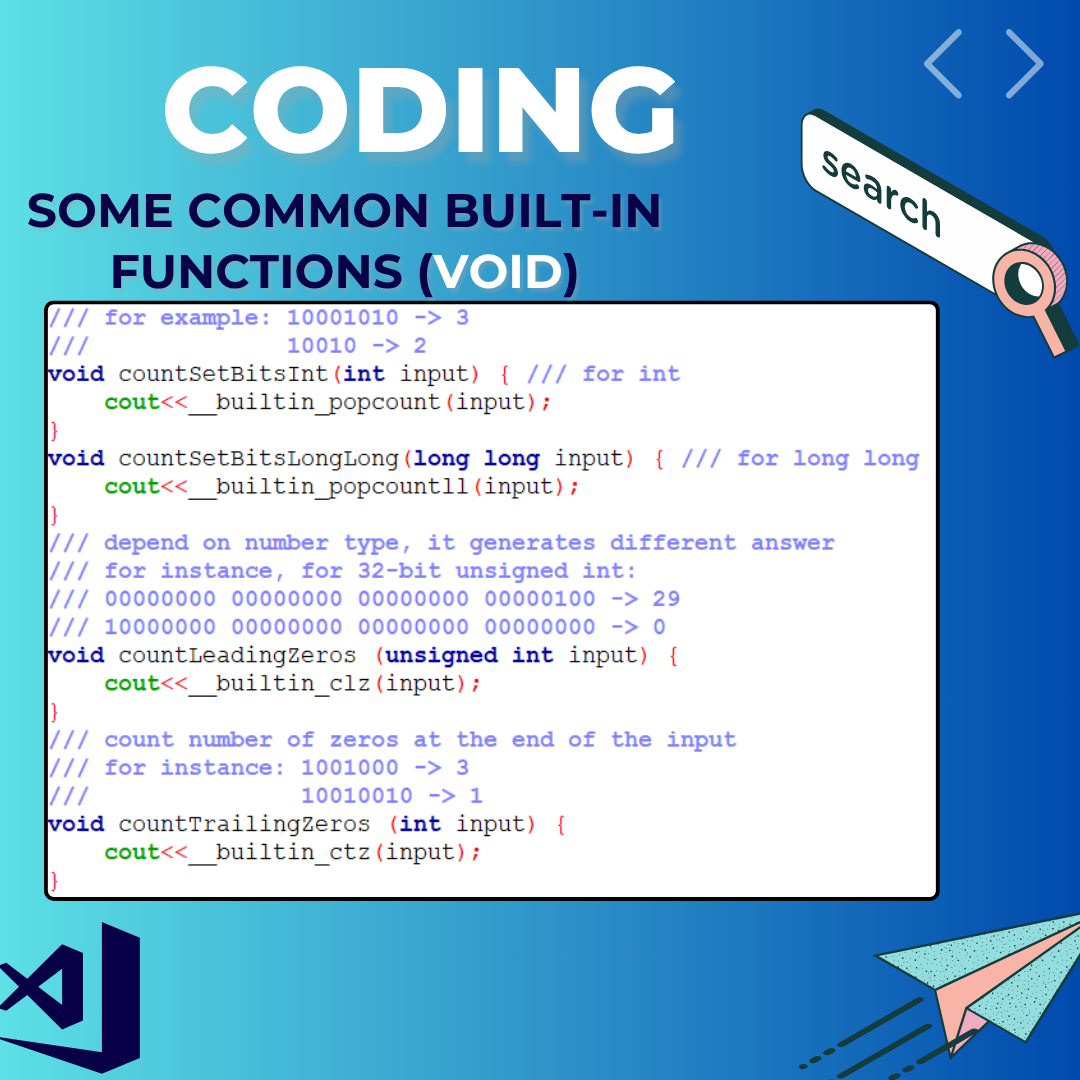 CODING
search
SOME COMMON BUILT-IN
FUNCTIONS (VOID)
/// for example: 10001010 -> 3
///              10010 -> 2
void countSetBitsInt(int input) { /// for int
    cout<<__builtin_popcount(input);
}
void countSetBitsLongLong(long long input) { /// for long long
    cout<<__builtin_popcountll(input);
}
/// depend on number type, it generates different answer
/// for instance, for 32-bit unsigned int:
/// 00000000 00000000 00000000 00000100 -> 29
/// 10000000 00000000 00000000 00000000 -> 0
void countLeadingZeros (unsigned int input) {
    cout<<__builtin_clz(input);
}
/// count number of zeros at the end of the input
/// for instance: 1001000 -> 3
///               10010010 -> 1
void countTrailingZeros (int input) {
    cout<<__builtin_ctz(input);
}